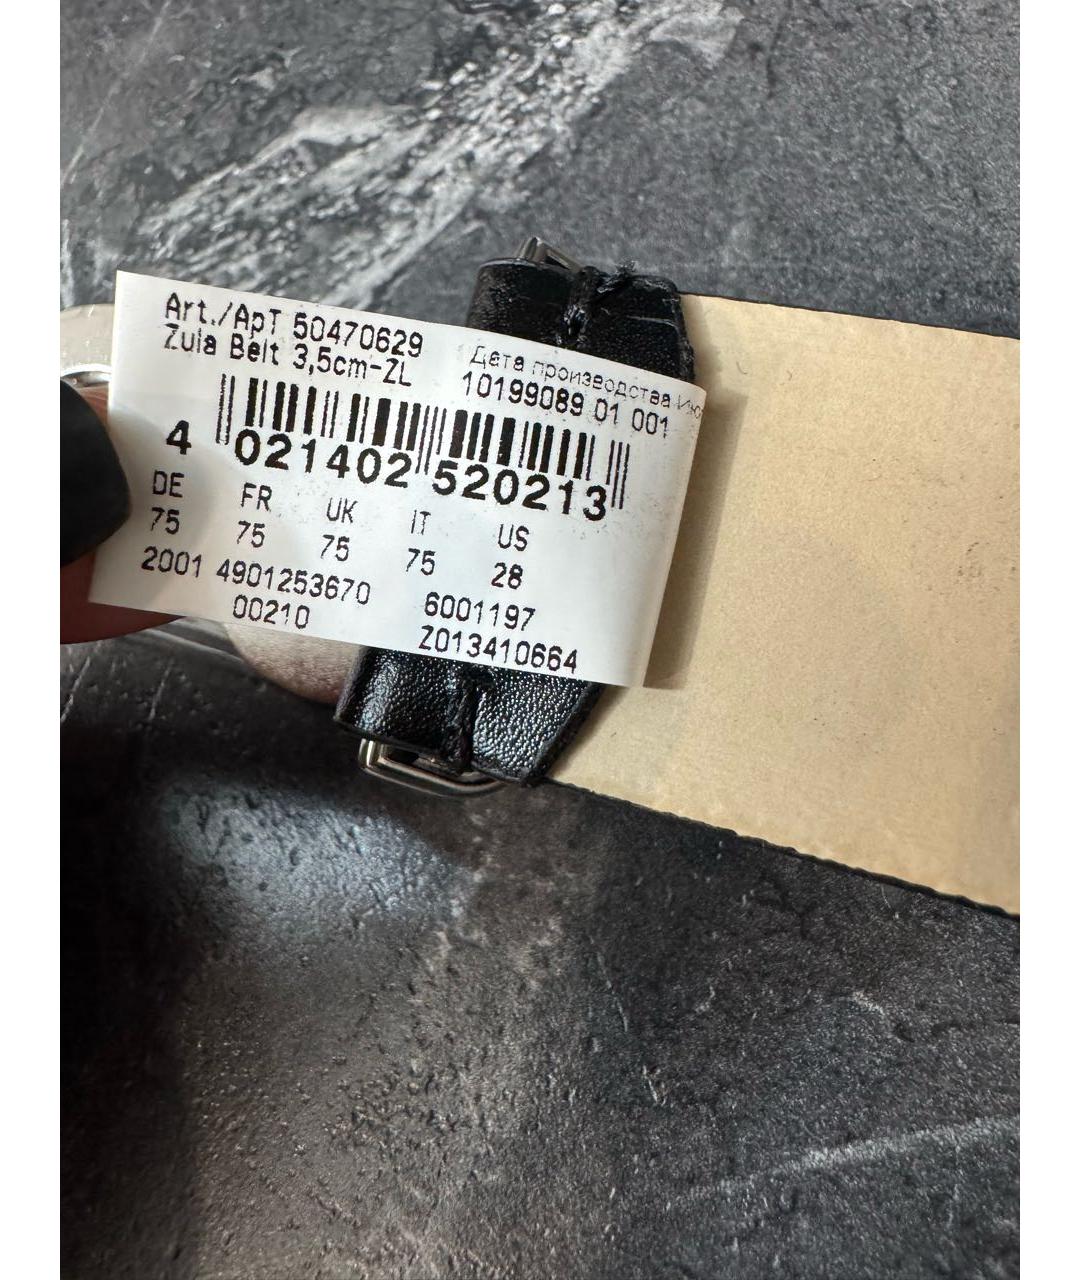 Art./Арт 50470629
Zula Belt 3,5cm-ZL
Дата производства
10199089 01 001
4 021402 520213
DE FR UK IT US
75 75 75 75 28
2001 4901253670 6001197
00210 Z013410664